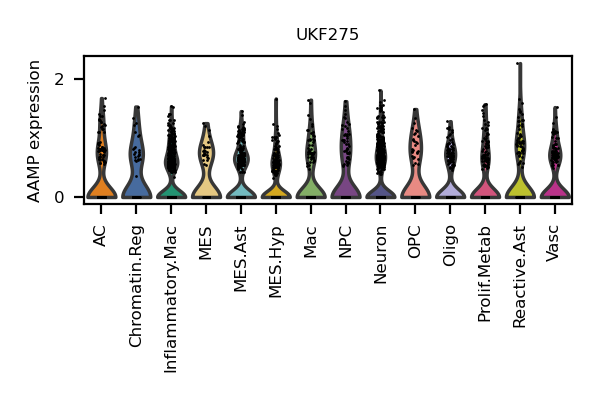 UKF275
AAMP expression
2
0
AC
Chromatin.Reg
Inflammatory.Mac
MES
MES.Ast
MES.Hyp
Mac
NPC
Neuron
OPC
Oligo
Prolif.Metab
Reactive.Ast
Vasc